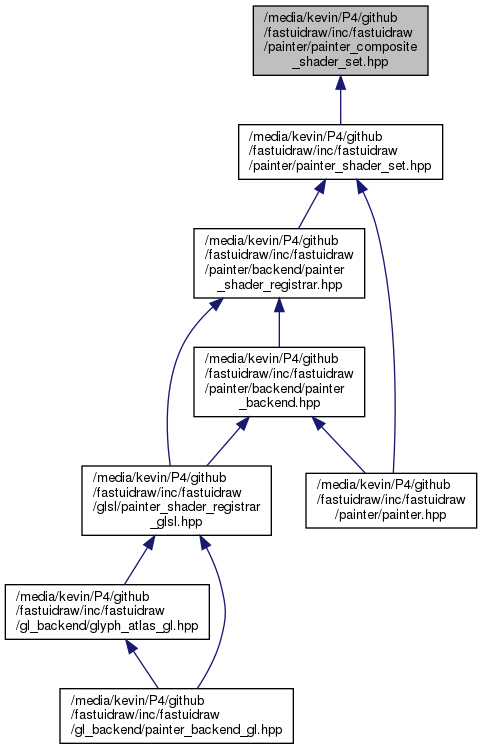 /media/kevin/P4/github
/fastuidraw/inc/fastuidraw
/painter/painter_composite
_shader_set.hpp
/media/kevin/P4/github
/fastuidraw/inc/fastuidraw
/painter/painter_shader_set.hpp
/media/kevin/P4/github
/fastuidraw/inc/fastuidraw
/painter/backend/painter
_shader_registrar.hpp
/media/kevin/P4/github
/fastuidraw/inc/fastuidraw
/painter/backend/painter
_backend.hpp
/media/kevin/P4/github
/fastuidraw/inc/fastuidraw
/glsl/painter_shader_registrar
_glsl.hpp
/media/kevin/P4/github
/fastuidraw/inc/fastuidraw
/painter/painter.hpp
/media/kevin/P4/github
/fastuidraw/inc/fastuidraw
/gl_backend/glyph_atlas_gl.hpp
/media/kevin/P4/github
/fastuidraw/inc/fastuidraw
/gl_backend/painter_backend_gl.hpp